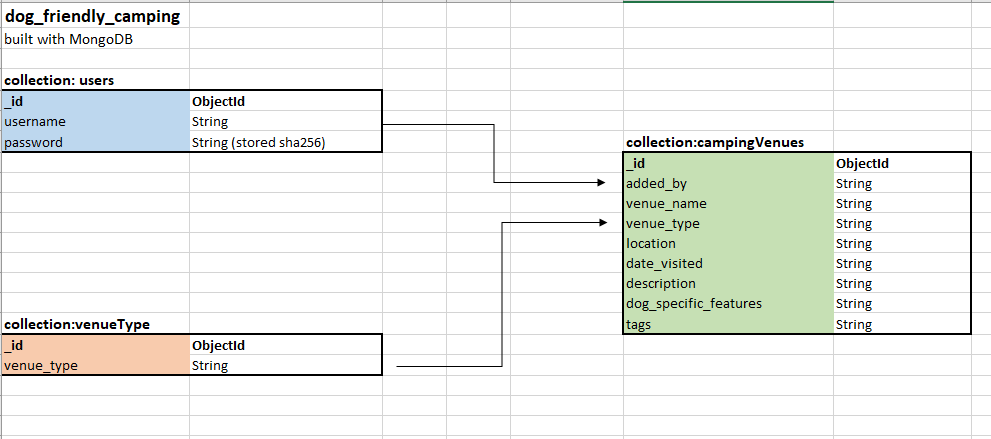 dog_friendly_camping
built with MongoDB
collection: users
_id ObjectId
username String
password String (stored sha256)
collection:campingVenues
_id ObjectId
added_by String
venue_name String
venue_type String
location String
date_visited String
description String
dog_specific_features String
tags String
collection:venueType
_id ObjectId
venue_type String